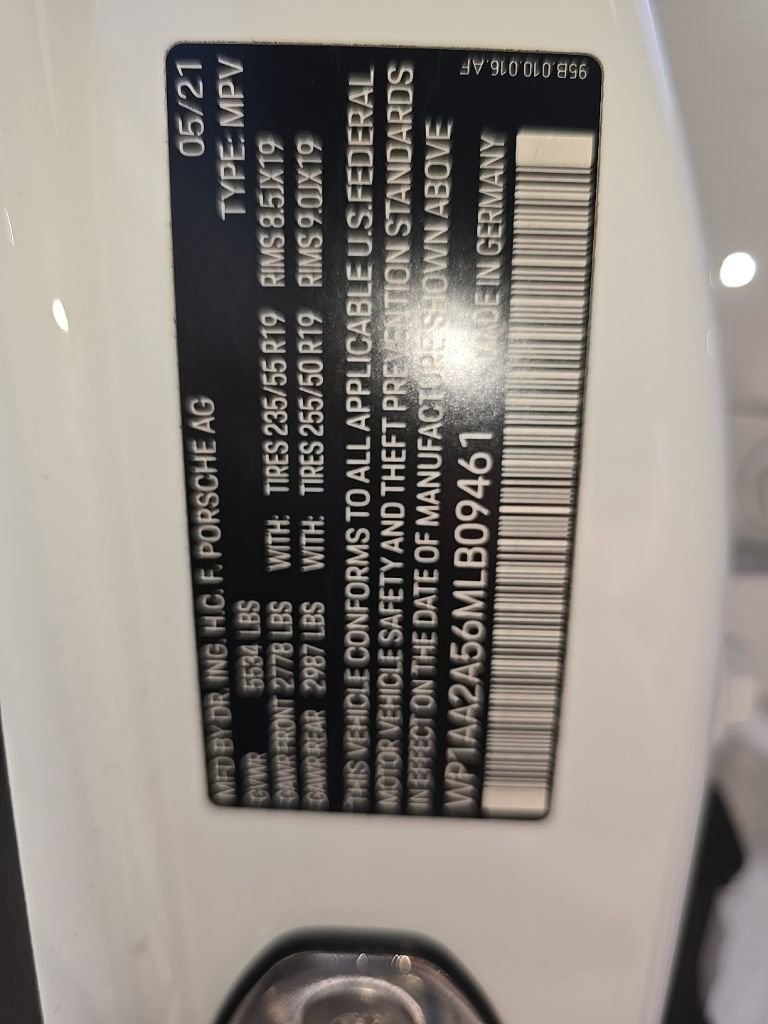 MFD BY DR. ING. H.C. F. PORSCHE AG 05/21
TYPE: MPV
GVWR 5534 LBS
GAWR FRONT 2778 LBS WITH: TIRES 235/55 R19 RIMS 8.5JX19
GAWR REAR 2987 LBS WITH: TIRES 255/50 R19 RIMS 9.0JX19
THIS VEHICLE CONFORMS TO ALL APPLICABLE U.S. FEDERAL
MOTOR VEHICLE SAFETY AND THEFT PREVENTION STANDARDS
IN EFFECT ON THE DATE OF MANUFACTURE SHOWN ABOVE
WP1AA2A56MLB09461 MADE IN GERMANY
95B.010.016.AF